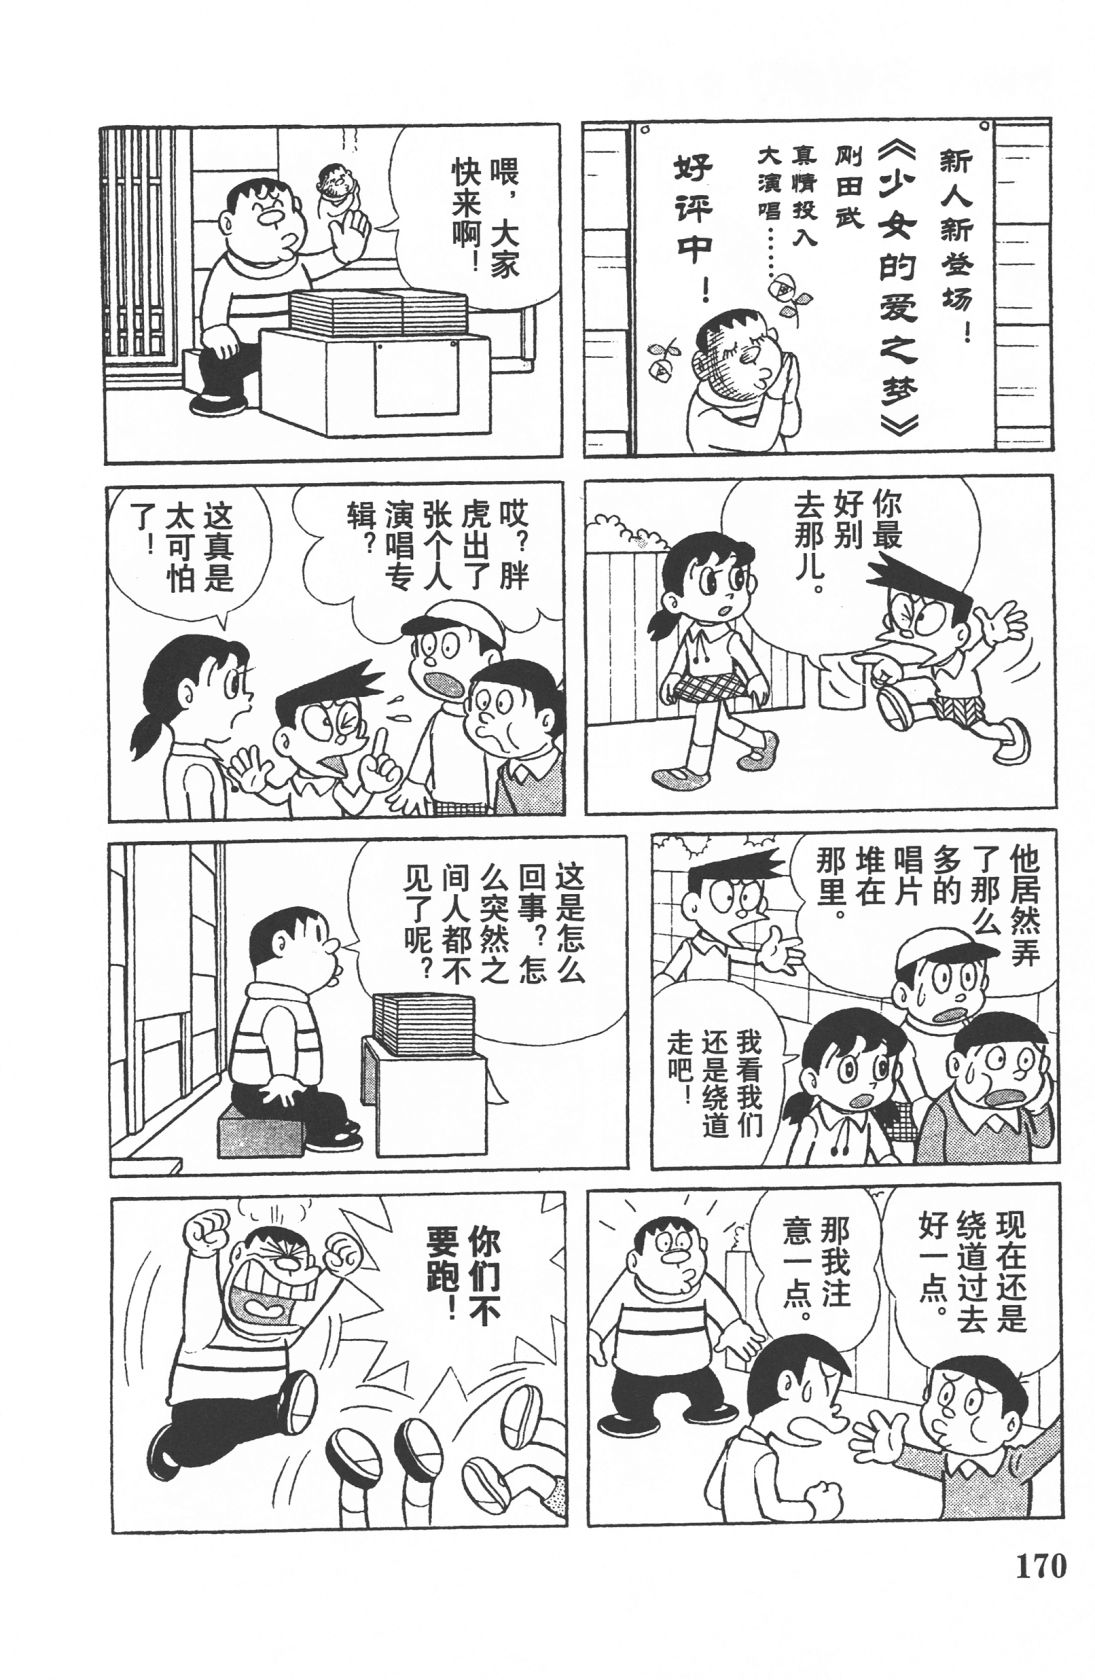 新人新登场！
《少女的爱之梦》
刚田武
真情投入
大演唱……
好评中！
喂，大家
快来啊！
你最
好别
去那
儿。
哎？胖
虎出了
张个人
演唱专
辑？
这真是
太可怕
了！
他居然弄
了那么
多的
唱片
堆在
那里。
我看我们
还是绕道
走吧！
这是怎么
回事？怎
么突然之
间人都不
见了呢？
现在还是
绕道过去
好一点。
那我注
意一点。
你们不
要跑！
170